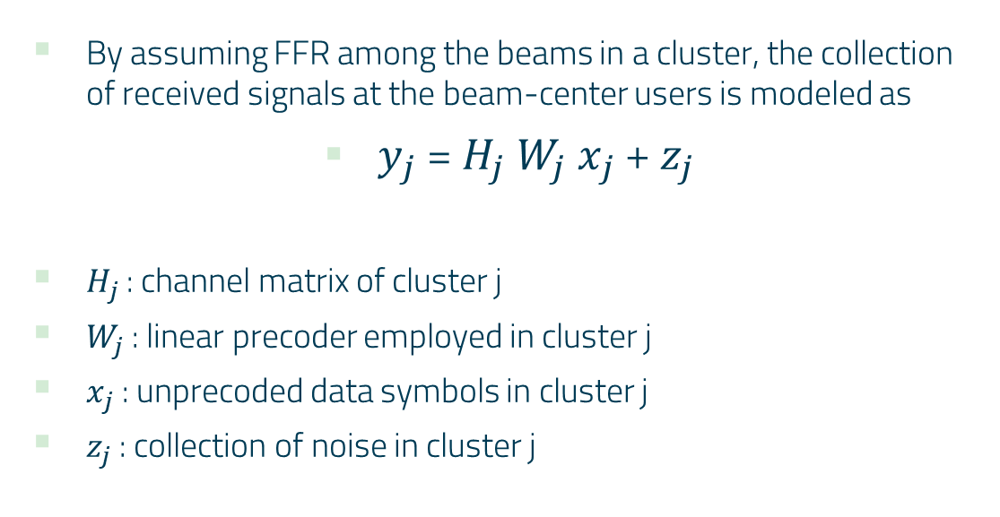 By assuming FFR among the beams in a cluster, the collection
of received signals at the beam-center users is modeled as
y_j = H_j W_j x_j + z_j
H_j : channel matrix of cluster j
W_j : linear precoder employed in cluster j
x_j : unprecoded data symbols in cluster j
z_j : collection of noise in cluster j